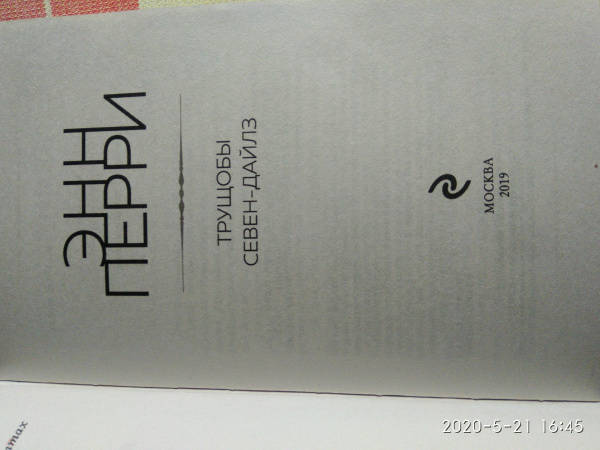 ЭНН
ПЕРРИ
ТРУЩОБЫ
СЕВЕН-ДАЙЛЗ
МОСКВА
2019
2020-5-21 16:45